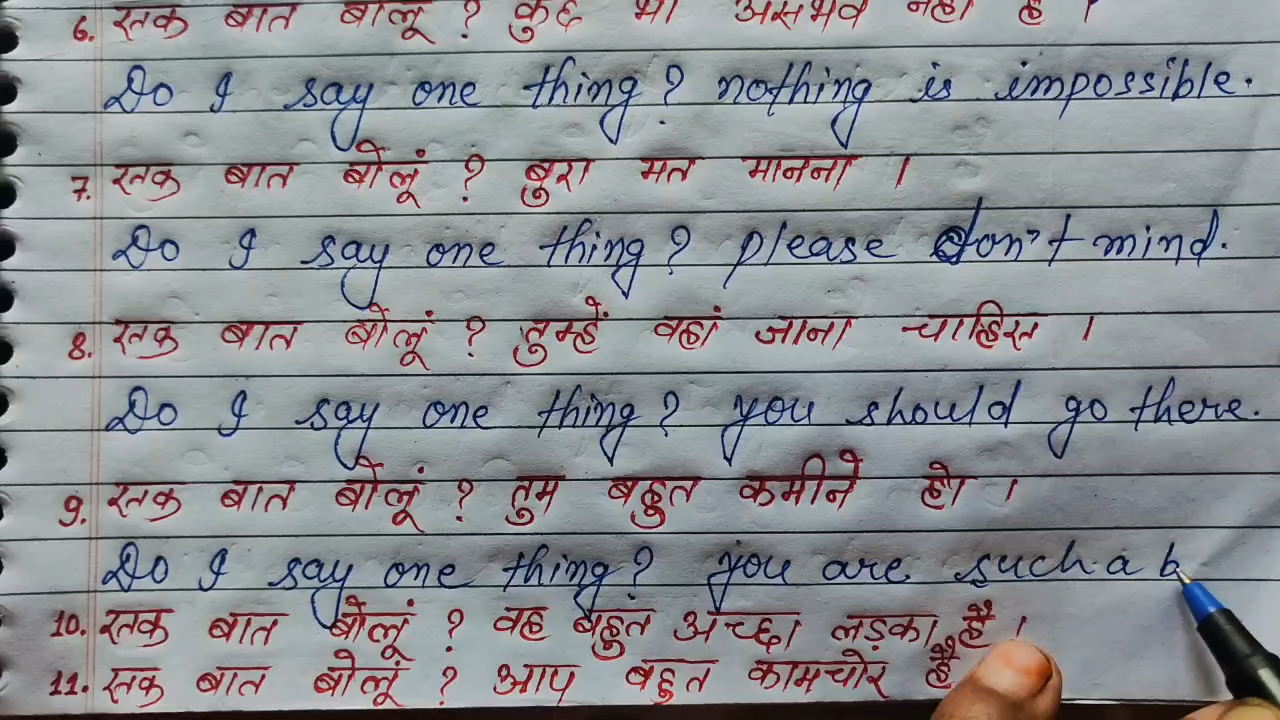 6. एक बात बोलूं ? कुछ भी असंभव नहीं है ।
Do I say one thing? nothing is impossible.
7. एक बात बोलूं ? बुरा मत मानना ।
Do I say one thing? please don't mind.
8. एक बात बोलूं ? तुम्हें वहां जाना चाहिए ।
Do I say one thing? you should go there.
9. एक बात बोलूं ? तुम बहुत कमीने हो ।
Do I say one thing? you are such a b
10. एक बात बोलूं ? वह बहुत अच्छा लड़का है ।
11. एक बात बोलूं ? आप बहुत कामचोर हैं